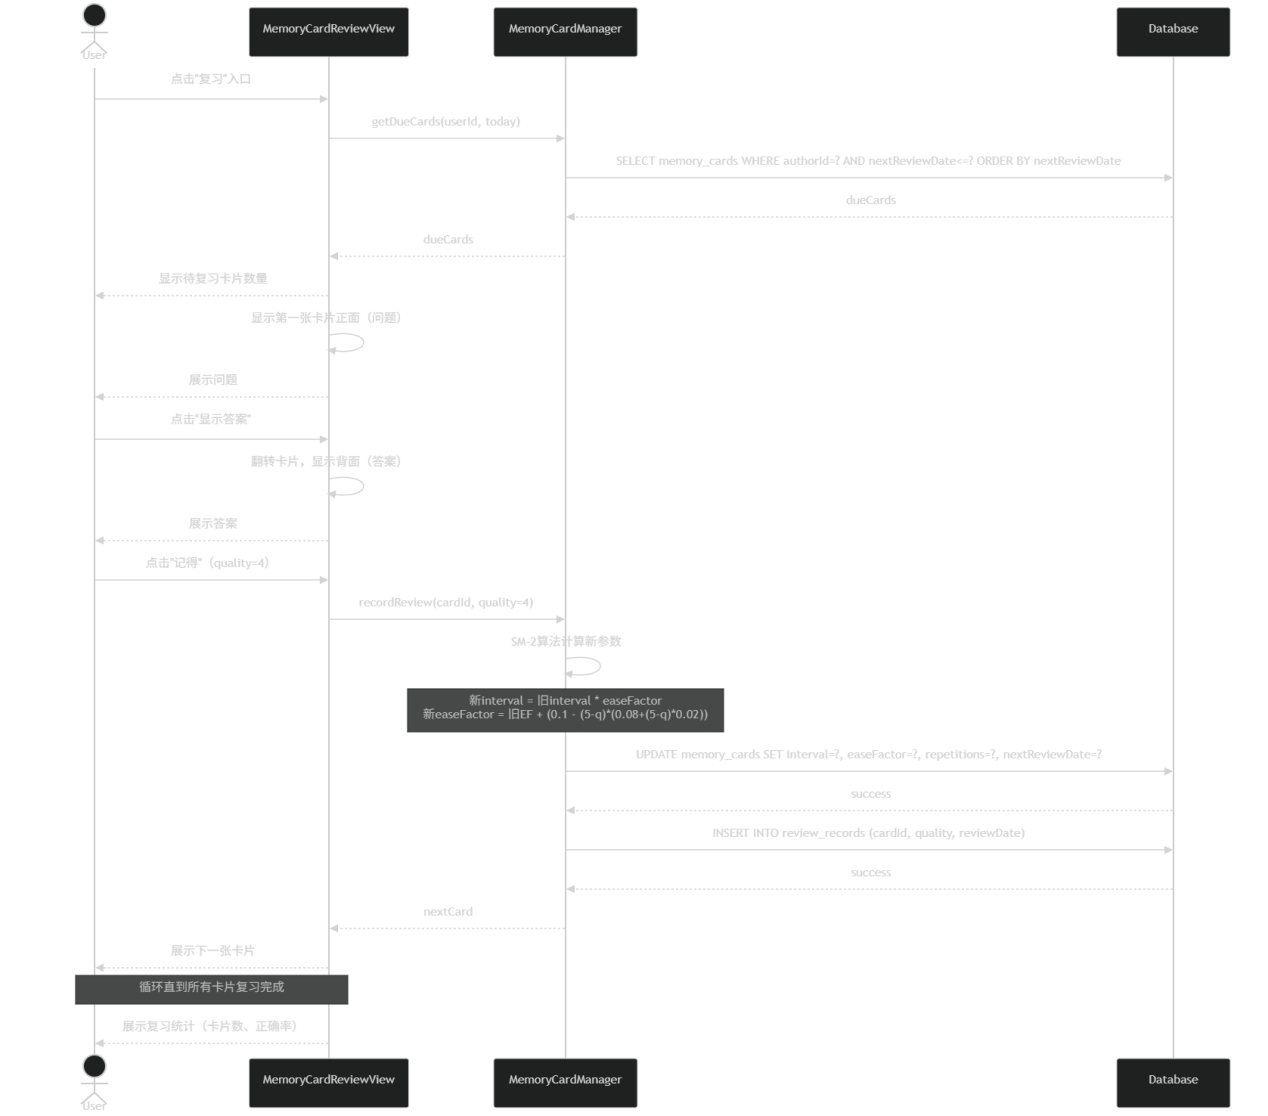 User
MemoryCardReviewView
MemoryCardManager
Database
点击"复习"入口
getDueCards(userId, today)
SELECT memory_cards WHERE authorId=? AND nextReviewDate<=? ORDER BY nextReviewDate
dueCards
dueCards
显示待复习卡片数量
显示第一张卡片正面（问题）
展示问题
点击"显示答案"
翻转卡片，显示背面（答案）
展示答案
点击"记得"（quality=4）
recordReview(cardId, quality=4)
SM-2算法计算新参数
新interval = 旧interval * easeFactor
新easeFactor = 旧EF + (0.1 - (5-q)*(0.08+(5-q)*0.02))
UPDATE memory_cards SET interval=?, easeFactor=?, repetitions=?, nextReviewDate=?
success
INSERT INTO review_records (cardId, quality, reviewDate)
success
nextCard
展示下一张卡片
循环直到所有卡片复习完成
展示复习统计（卡片数、正确率）
User
MemoryCardReviewView
MemoryCardManager
Database